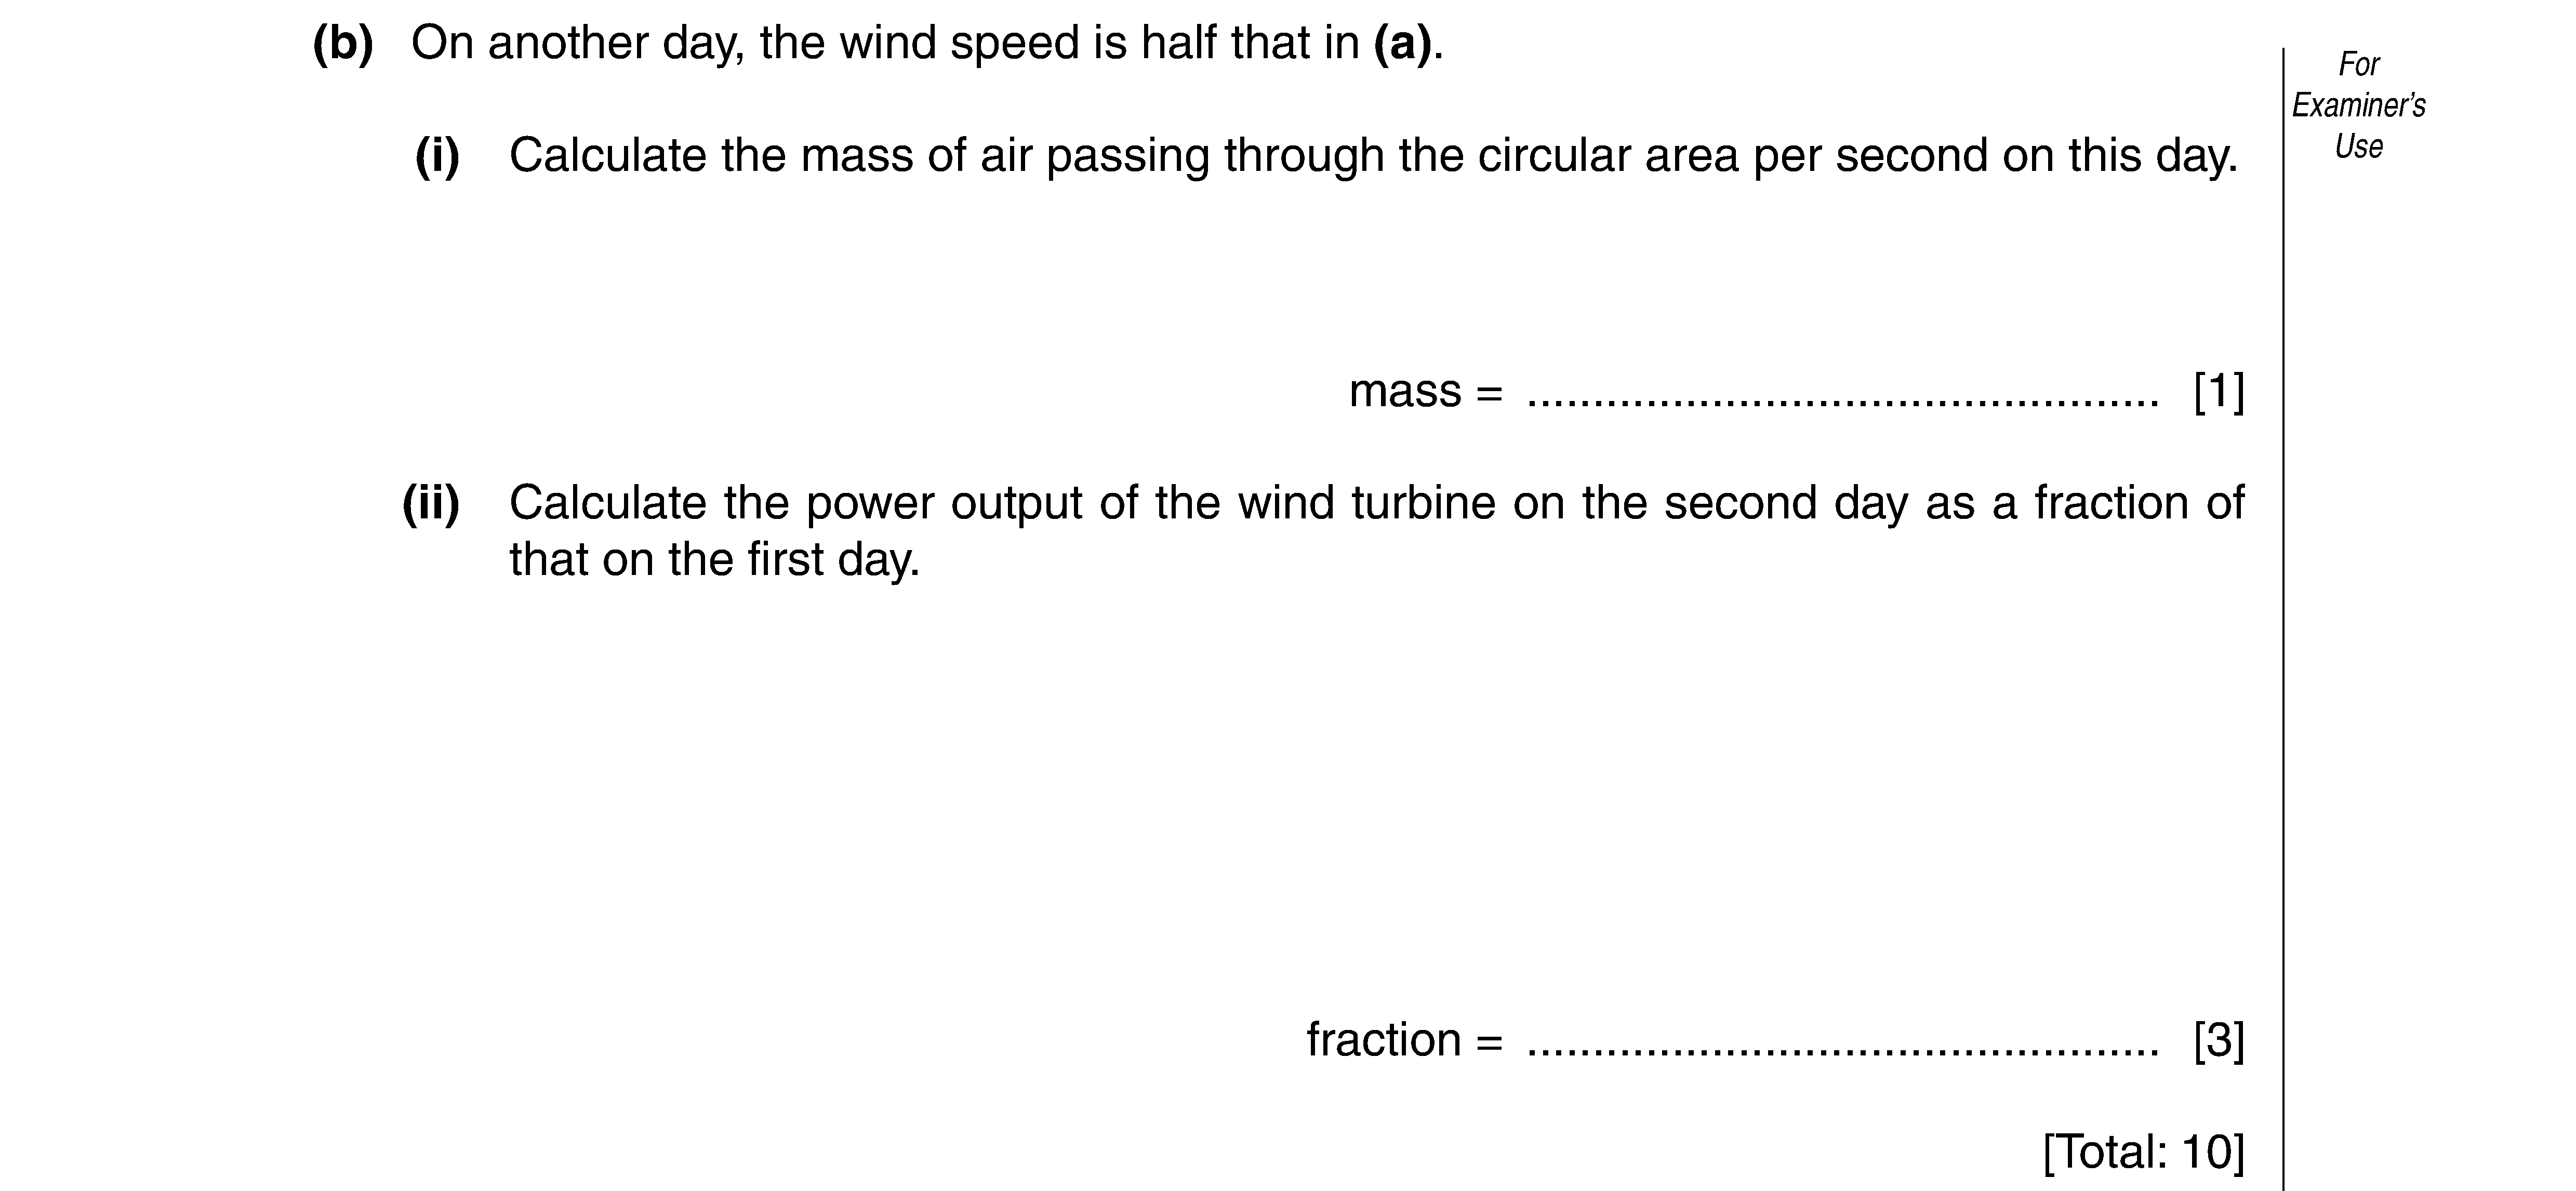 (b) On another day, the wind speed is half that in (a).
For
Examiner's
Use
(i) Calculate the mass of air passing through the circular area per second on this day.
mass = ................................................ [1]
(ii) Calculate the power output of the wind turbine on the second day as a fraction of
that on the first day.
fraction = ................................................ [3]
[Total: 10]